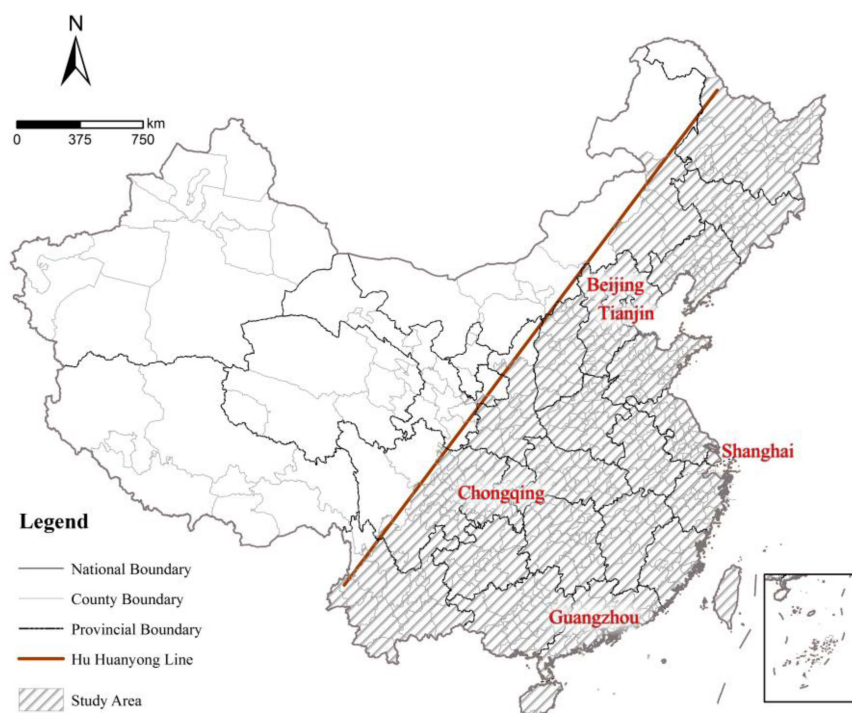 N
km
0 375 750
Beijing
Tianjin
Shanghai
Chongqing
Guangzhou
Legend
National Boundary
County Boundary
Provincial Boundary
Hu Huanyong Line
Study Area